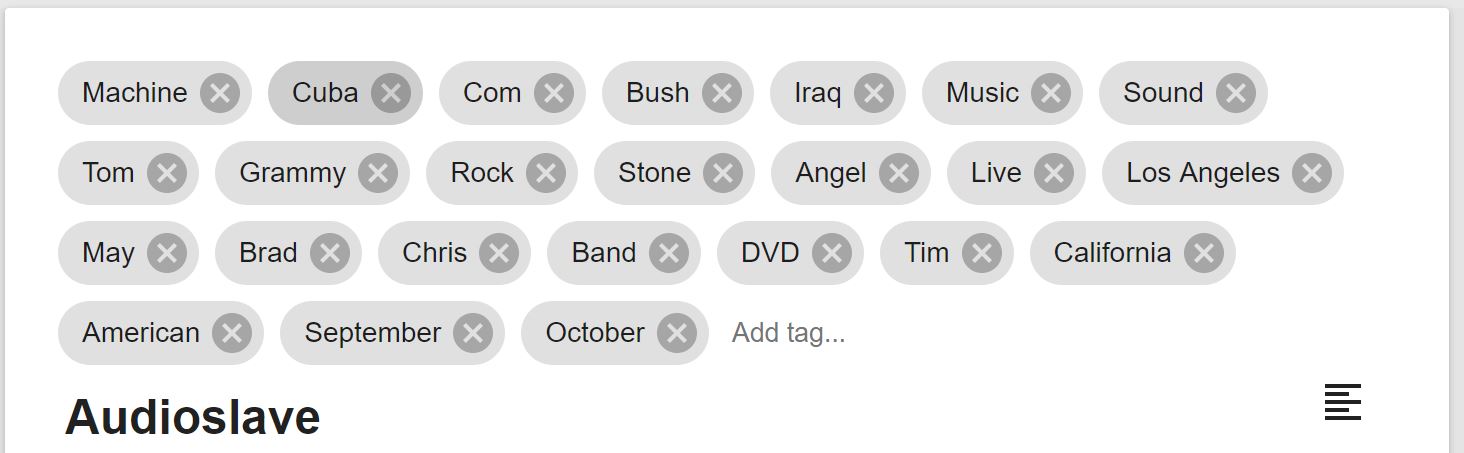 Machine Cuba Com Bush Iraq Music Sound
Tom Grammy Rock Stone Angel Live Los Angeles
May Brad Chris Band DVD Tim California
American September October Add tag...
Audioslave